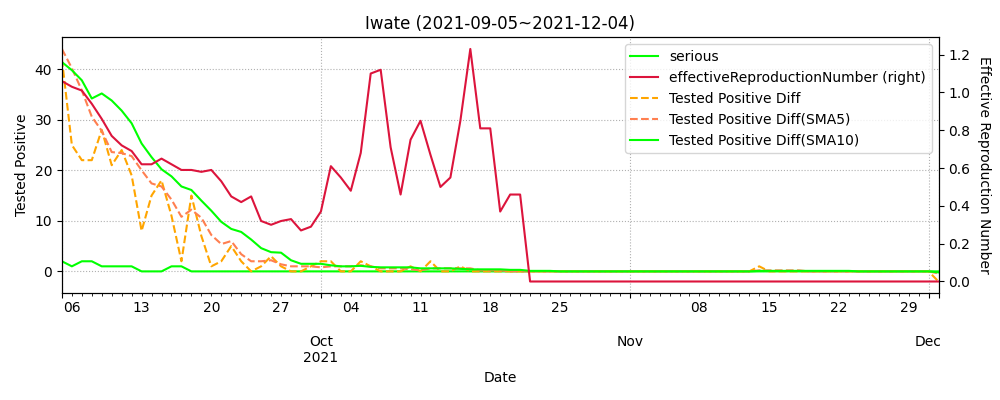 Iwate (2021-09-05~2021-12-04)
serious
effectiveReproductionNumber (right)
Tested Positive Diff
Tested Positive Diff(SMA5)
Tested Positive Diff(SMA10)
Tested Positive
40
30
20
10
0
Effective Reproduction Number
1.2
1.0
0.8
0.6
0.4
0.2
0.0
06 13 20 27 04 11 18 25 08 15 22 29
Oct Nov Dec
2021
Date